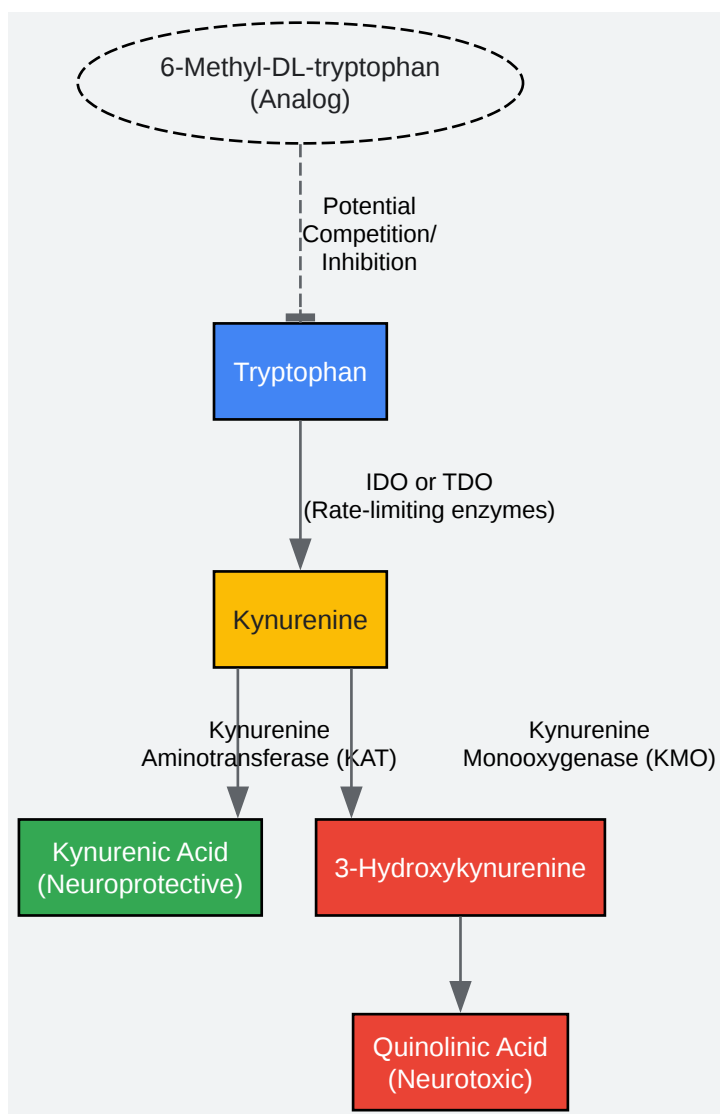 6-Methyl-DL-tryptophan
(Analog)
Potential
Competition/
Inhibition
Tryptophan
IDO or TDO
(Rate-limiting enzymes)
Kynurenine
Kynurenine
Aminotransferase (KAT)
Kynurenine
Monooxygenase (KMO)
Kynurenic Acid
(Neuroprotective)
3-Hydroxykynurenine
Quinolinic Acid
(Neurotoxic)